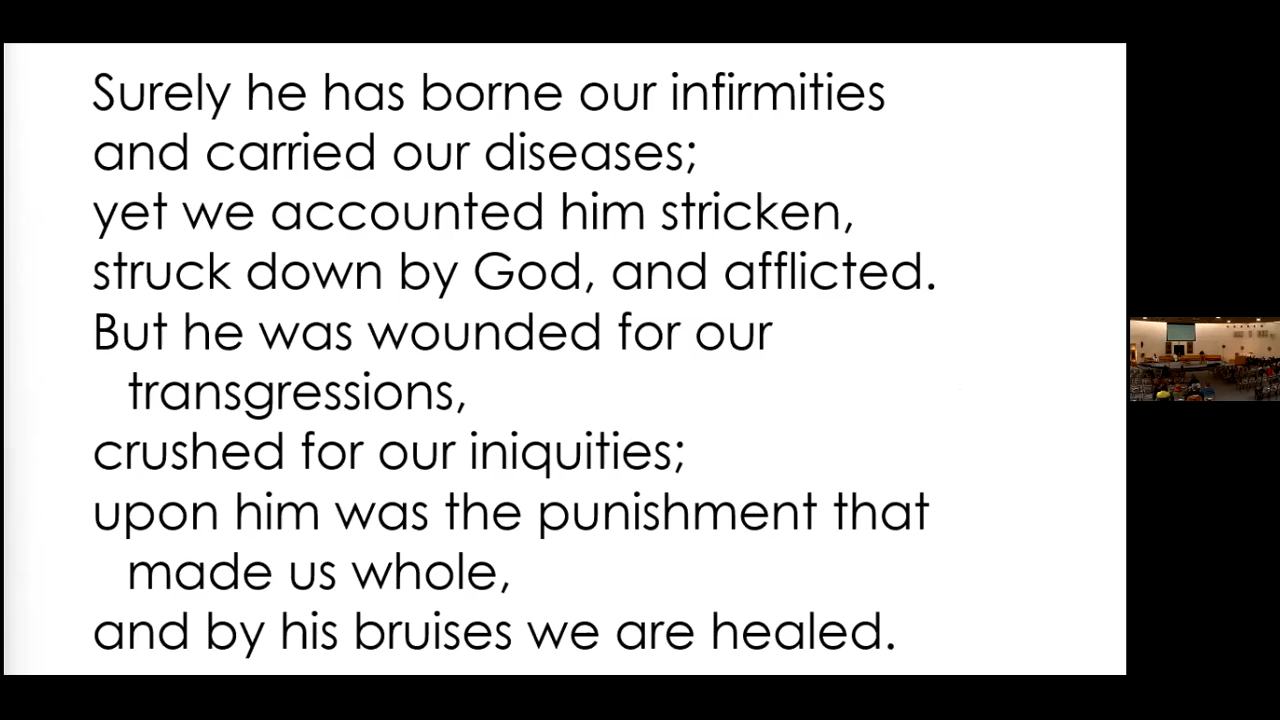 Surely he has borne our infirmities
and carried our diseases;
yet we accounted him stricken,
struck down by God, and afflicted.
But he was wounded for our
transgressions,
crushed for our iniquities;
upon him was the punishment that
made us whole,
and by his bruises we are healed.